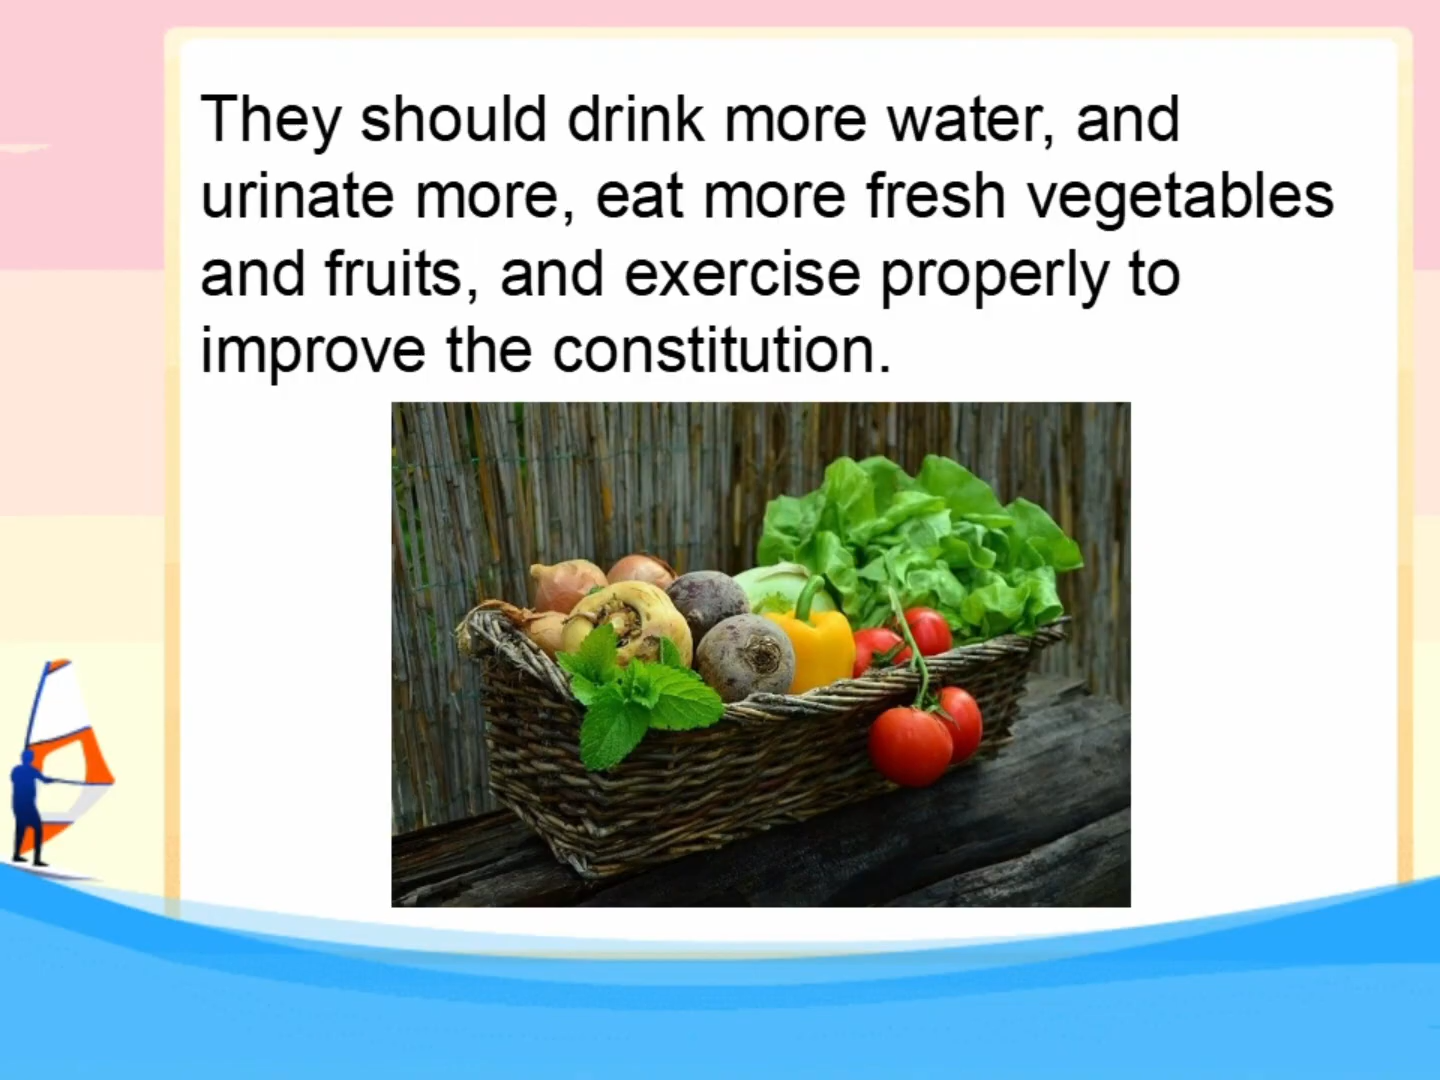 They should drink more water, and
urinate more, eat more fresh vegetables
and fruits, and exercise properly to
improve the constitution.